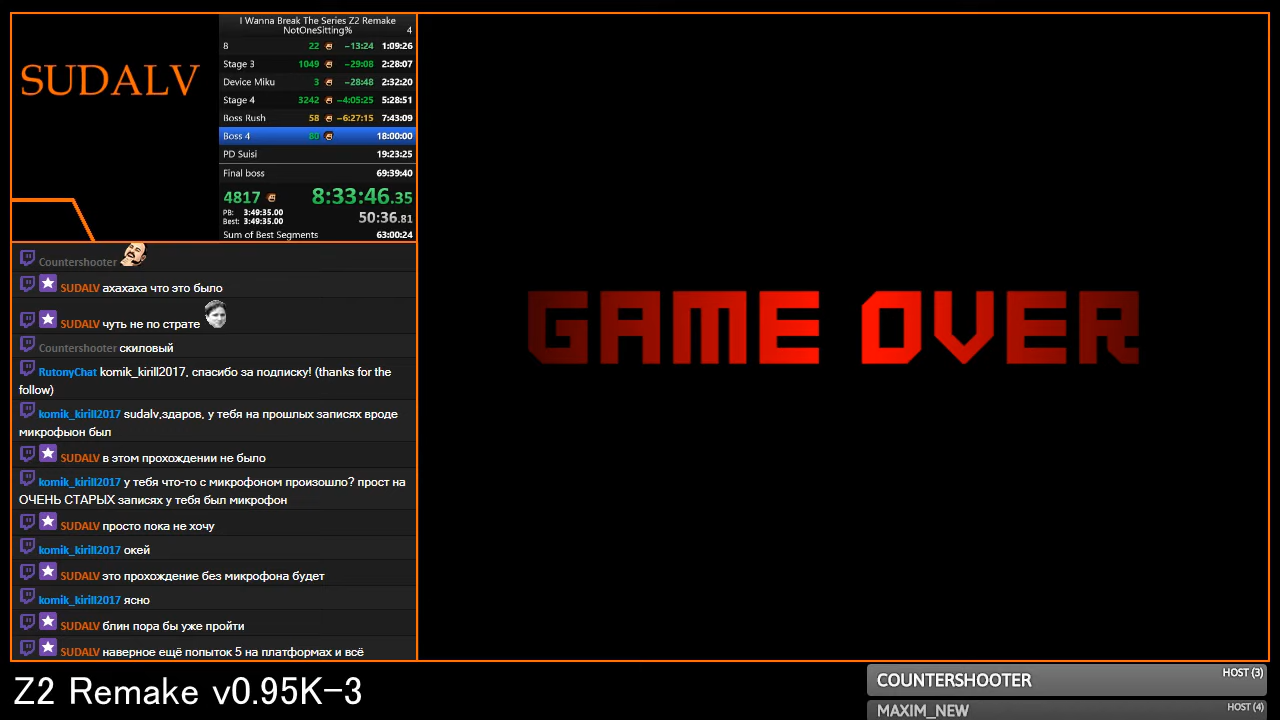 SUDALV
I Wanna Break The Series Z2 Remake
NotOneSitting%
4
8 22 −13:24 1:09:26
Stage 3 1049 −29:08 2:28:07
Device Miku 3 −28:48 2:32:20
Stage 4 3242 −4:05:25 5:28:51
Boss Rush 58 −6:27:15 7:43:09
Boss 4 80 18:00:00
PD Suisi 19:23:25
Final boss 69:39:40
4817 8:33:46.35
PB: 3:49:35.00
Best: 3:49:35.00
50:36.81
Sum of Best Segments 63:00:24
Countershooter
SUDALV ахахаха что это было
SUDALV чуть не по страте
Countershooter скиловый
RutonyChat komik_kirill2017, спасибо за подписку! (thanks for the
follow)
komik_kirill2017 sudalv,здаров, у тебя на прошлых записях вроде
микрофыон был
SUDALV в этом прохождении не было
komik_kirill2017 у тебя что-то с микрофоном произошло? прост на
ОЧЕНЬ СТАРЫХ записях у тебя был микрофон
SUDALV просто пока не хочу
komik_kirill2017 окей
SUDALV это прохождение без микрофона будет
komik_kirill2017 ясно
SUDALV блин пора бы уже пройти
SUDALV наверное ещё попыток 5 на платформах и всё
GAME OVER
Z2 Remake v0.95K-3
COUNTERSHOOTER HOST (3)
MAXIM_NEW HOST (4)